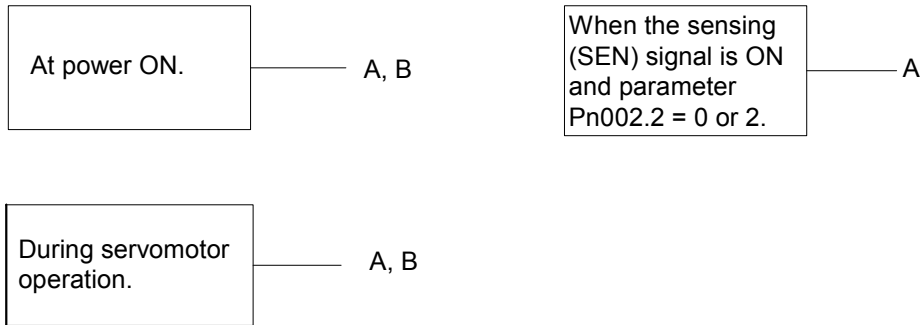 At power ON.
A, B
When the sensing
(SEN) signal is ON
and parameter
Pn002.2 = 0 or 2.
A
During servomotor
operation.
A, B